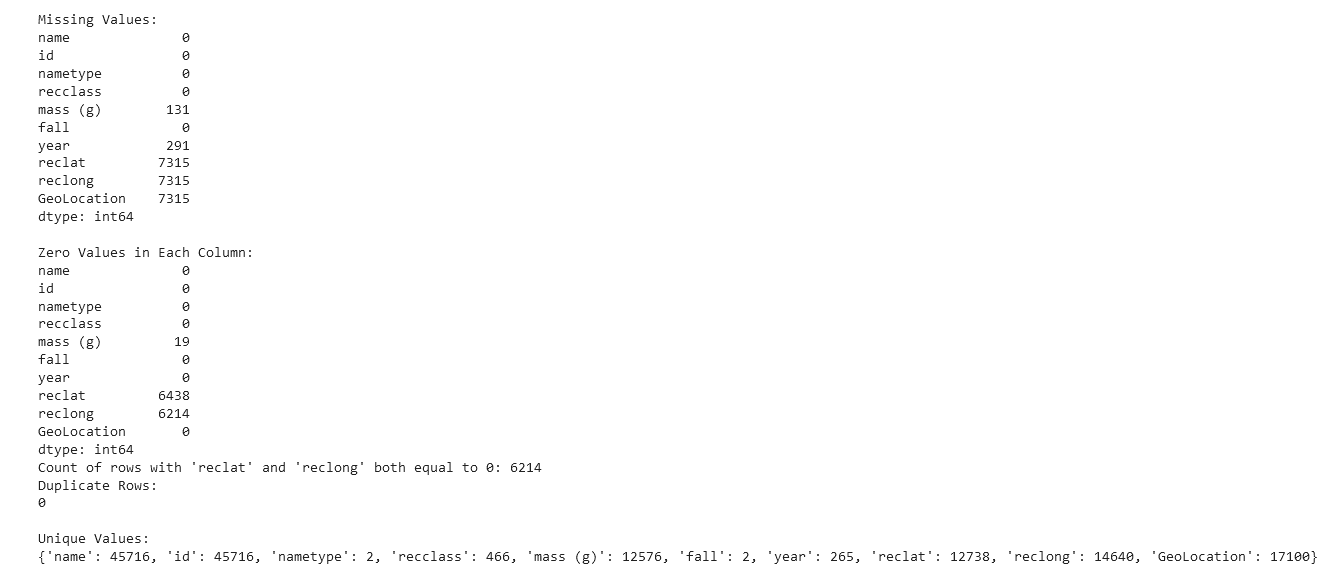 Missing Values:
name 0
id 0
nametype 0
recclass 0
mass (g) 131
fall 0
year 291
reclat 7315
reclong 7315
GeoLocation 7315
dtype: int64
Zero Values in Each Column:
name 0
id 0
nametype 0
recclass 0
mass (g) 19
fall 0
year 0
reclat 6438
reclong 6214
GeoLocation 0
dtype: int64
Count of rows with 'reclat' and 'reclong' both equal to 0: 6214
Duplicate Rows:
0
Unique Values:
{'name': 45716, 'id': 45716, 'nametype': 2, 'recclass': 466, 'mass (g)': 12576, 'fall': 2, 'year': 265, 'reclat': 12738, 'reclong': 14640, 'GeoLocation': 17100}